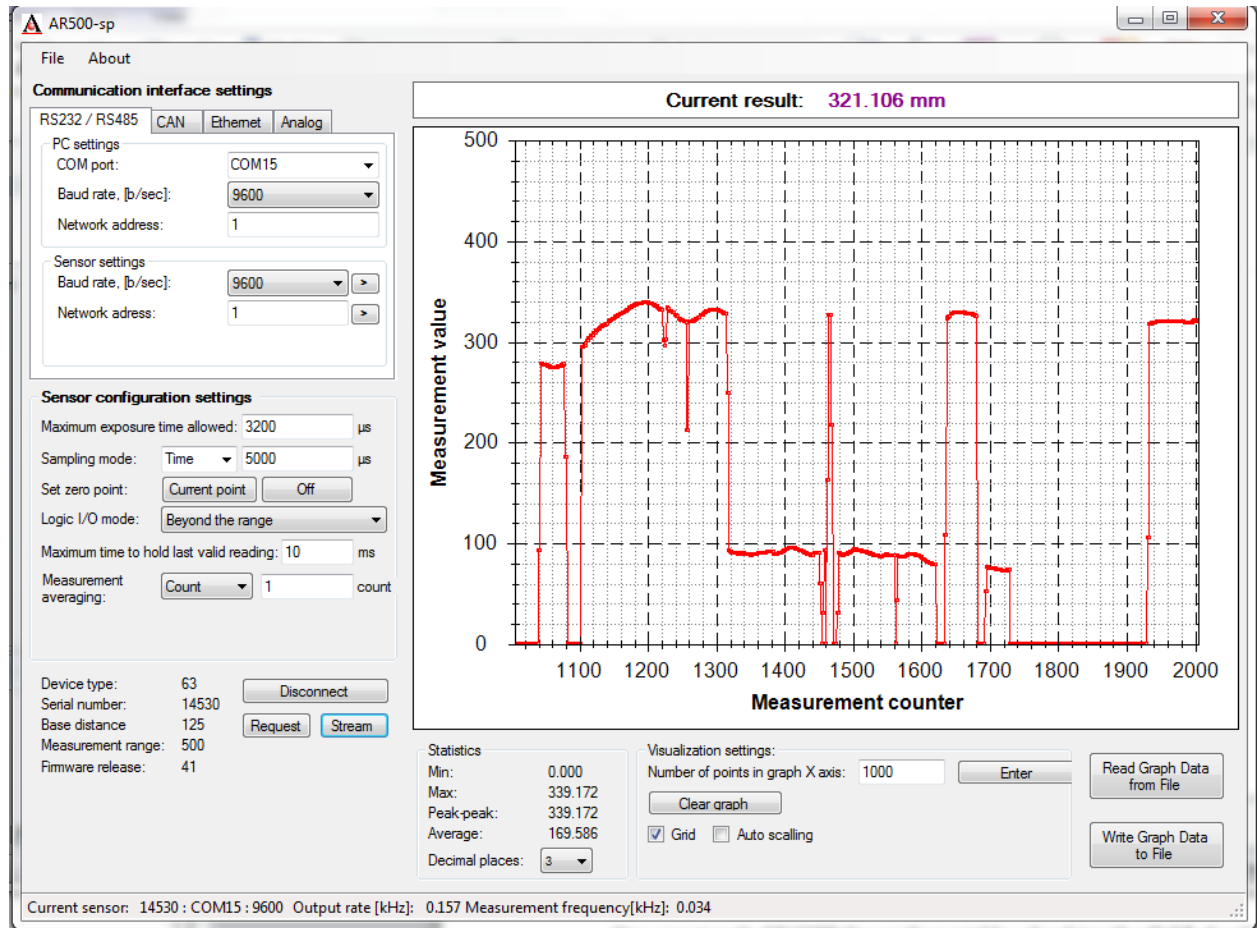 AR500-sp
File About
Communication interface settings
RS232 / RS485 CAN Ethernet Analog
PC settings
COM port: COM15
Baud rate, [b/sec]: 9600
Network address: 1
Sensor settings
Baud rate, [b/sec]: 9600 >
Network adress: 1 >
Sensor configuration settings
Maximum exposure time allowed: 3200 µs
Sampling mode: Time 5000 µs
Set zero point: Current point Off
Logic I/O mode: Beyond the range
Maximum time to hold last valid reading: 10 ms
Measurement
averaging: Count 1 count
Device type: 63
Serial number: 14530
Base distance 125
Measurement range: 500
Firmware release: 41
Disconnect
Request Stream
Current result: 321.106 mm
Measurement value
500
400
300
200
100
0
1100 1200 1300 1400 1500 1600 1700 1800 1900 2000
Measurement counter
Statistics
Min: 0.000
Max: 339.172
Peak-peak: 339.172
Average: 169.586
Decimal places: 3
Visualization settings:
Number of points in graph X axis: 1000 Enter
Clear graph
Grid Auto scalling
Read Graph Data
from File
Write Graph Data
to File
Current sensor: 14530 : COM15 : 9600 Output rate [kHz]: 0.157 Measurement frequency[kHz]: 0.034